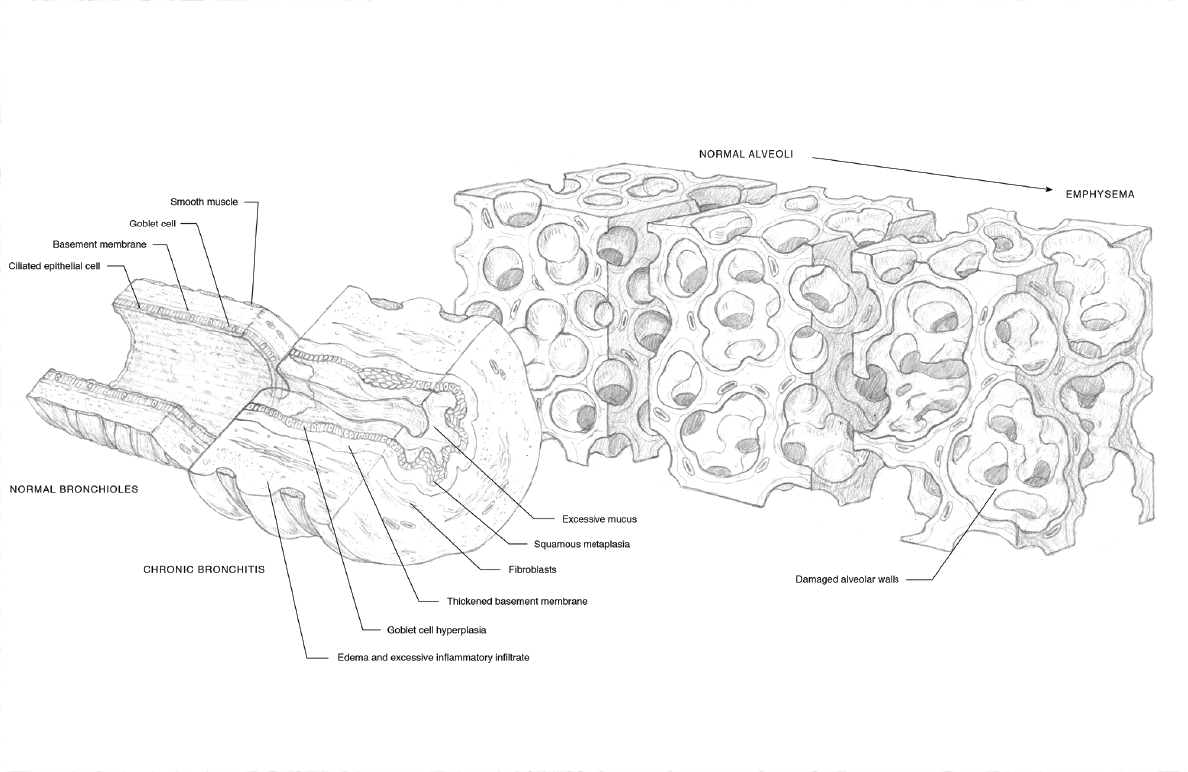 NORMAL ALVEOLI
EMPHYSEMA
Smooth muscle
Goblet cell
Basement membrane
Ciliated epithelial cell
NORMAL BRONCHIOLES
CHRONIC BRONCHITIS
Excessive mucus
Squamous metaplasia
Fibroblasts
Thickened basement membrane
Goblet cell hyperplasia
Edema and excessive inflammatory infiltrate
Damaged alveolar walls